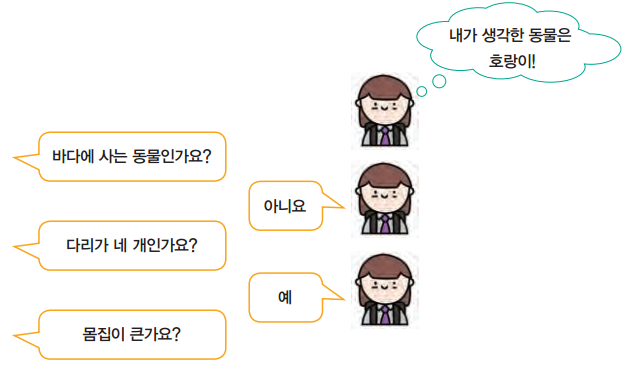 내가 생각한 동물은
호랑이!
바다에 사는 동물인가요?
아니요
다리가 네 개인가요?
예
몸집이 큰가요?